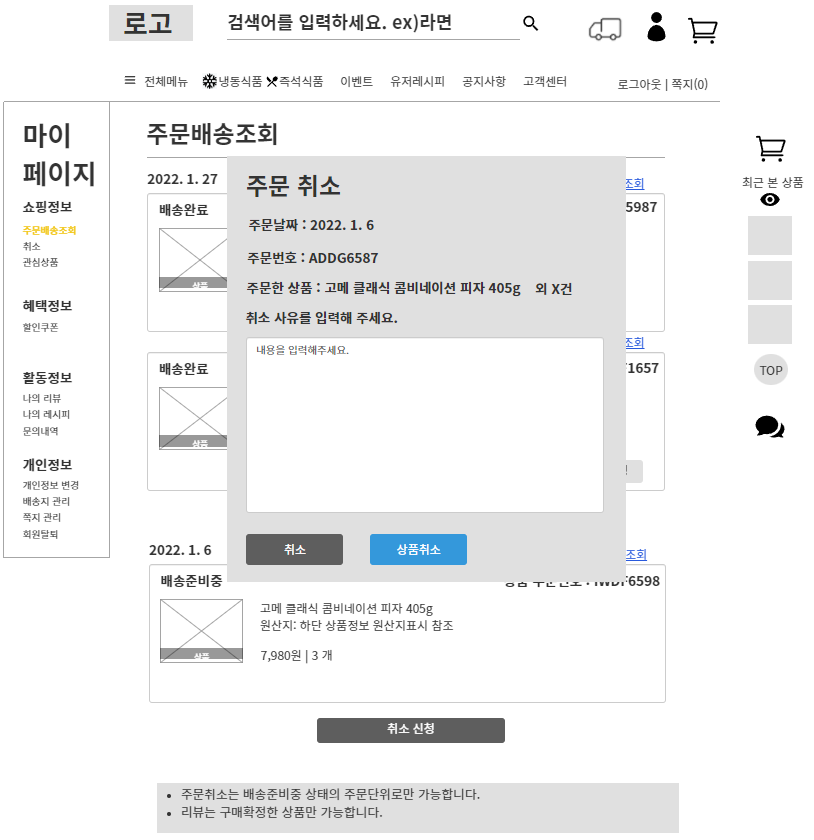 로고
검색어를 입력하세요. ex)라면
전체메뉴 냉동식품 즉석식품 이벤트 유저레시피 공지사항 고객센터
로그아웃 | 쪽지(0)
마이
페이지
쇼핑정보
주문배송조회
취소
관심상품
혜택정보
할인쿠폰
활동정보
나의 리뷰
나의 레시피
문의내역
개인정보
개인정보 변경
배송지 관리
쪽지 관리
회원탈퇴
주문배송조회
2022. 1. 27
조회
배송완료
5987
상품
조회
배송완료
1657
상품
주문 취소
주문날짜 : 2022. 1. 6
주문번호 : ADDG6587
주문한 상품 : 고메 클래식 콤비네이션 피자 405g 외 X건
취소 사유를 입력해 주세요.
내용을 입력해주세요.
취소
상품취소
2022. 1. 6
조회
배송준비중
상품 주문번호 : IWDF6598
상품
고메 클래식 콤비네이션 피자 405g
원산지: 하단 상품정보 원산지표시 참조
7,980원 | 3 개
취소 신청
• 주문취소는 배송준비중 상태의 주문단위로만 가능합니다.
• 리뷰는 구매확정한 상품만 가능합니다.
최근 본 상품
TOP